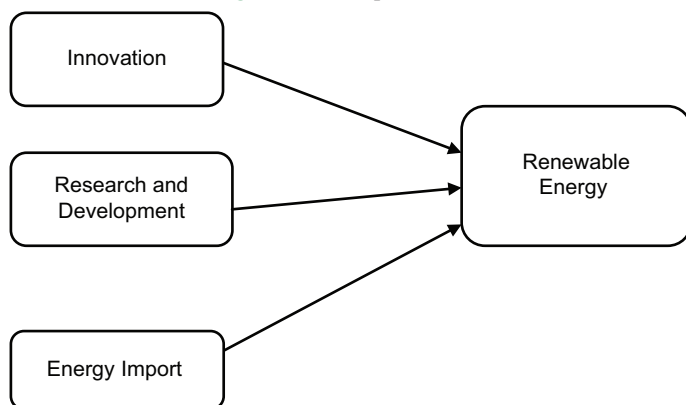 Innovation
Research and
Development
Energy Import
Renewable
Energy